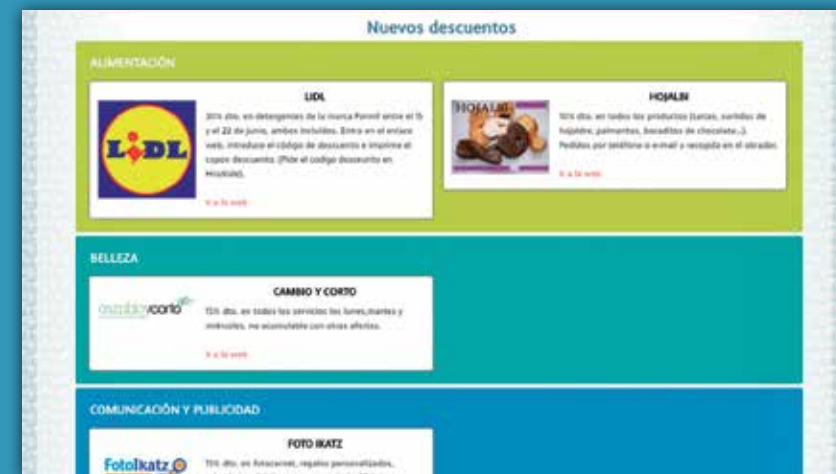 Nuevos descuentos
ALIMENTACIÓN
LIDL
LIDL
30% dto. en detergentes de la marca Formil entre el 15
y el 22 de junio, ambos incluidos. Entra en el enlace
web, introduce el código de descuento e imprime el
cupon descuento. (Pide el codigo descuento en
Hirukide).
Ir a la web
HOJALBI
HOJALBI
10% dto. en todos los productos (tartas, surtidos de
hojaldre, palmeritas, bocaditos de chocolate...).
Pedidos por teléfono o e-mail y recogida en el obrador.
Ir a la web
BELLEZA
CAMBIO Y CORTO
cambioycorto
15% dto. en todos los servicios los lunes,martes y
miércoles, no acumulable con otras ofertas.
Ir a la web
COMUNICACIÓN Y PUBLICIDAD
FOTO IKATZ
FotoIkatz
15% dto. en fotocarnet, regalos personalizados,